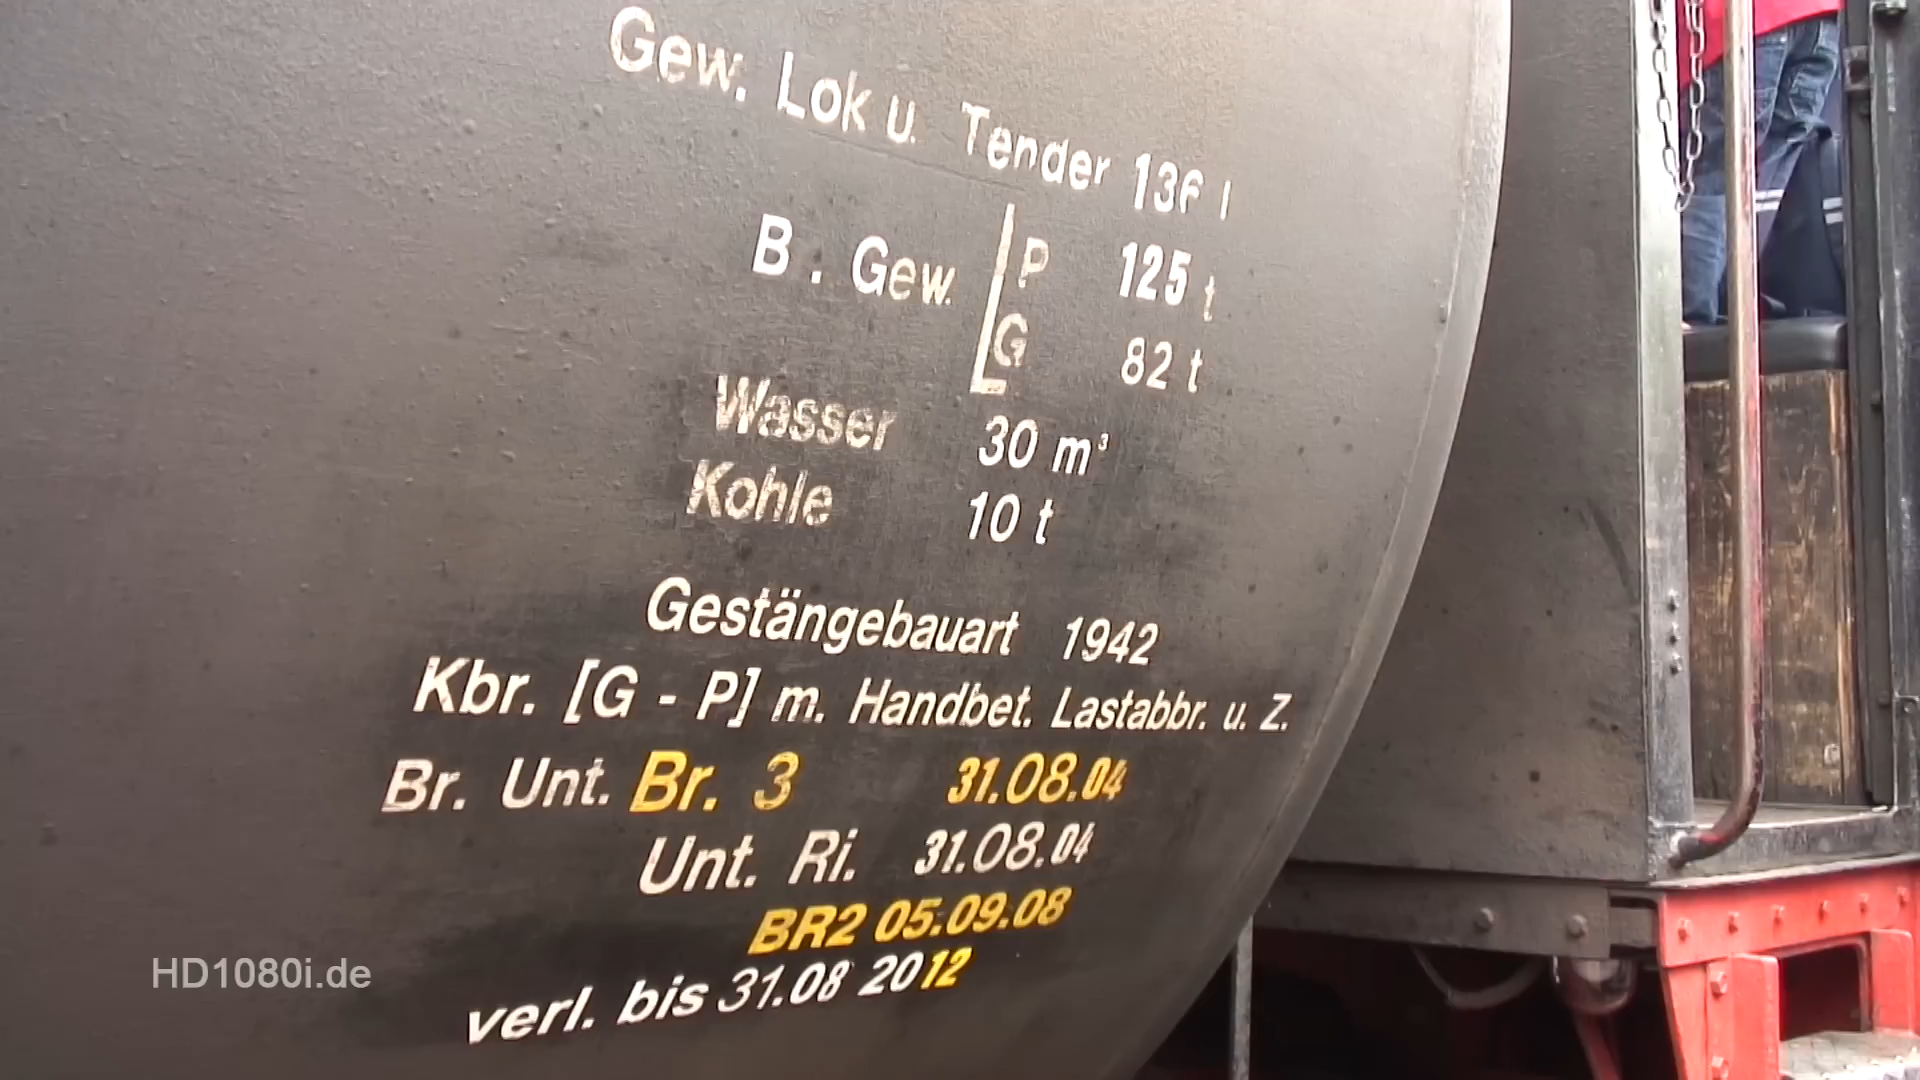 Gew. Lok u. Tender 136 t
B. Gew. P 125 t
G 82 t
Wasser 30 m³
Kohle 10 t
Gestängebauart 1942
Kbr. [G - P] m. Handbet. Lastabbr. u. Z.
Br. Unt. Br. 3 31.08.04
Unt. Ri. 31.08.04
BR2 05.09.08
verl. bis 31.08 2012
HD1080i.de